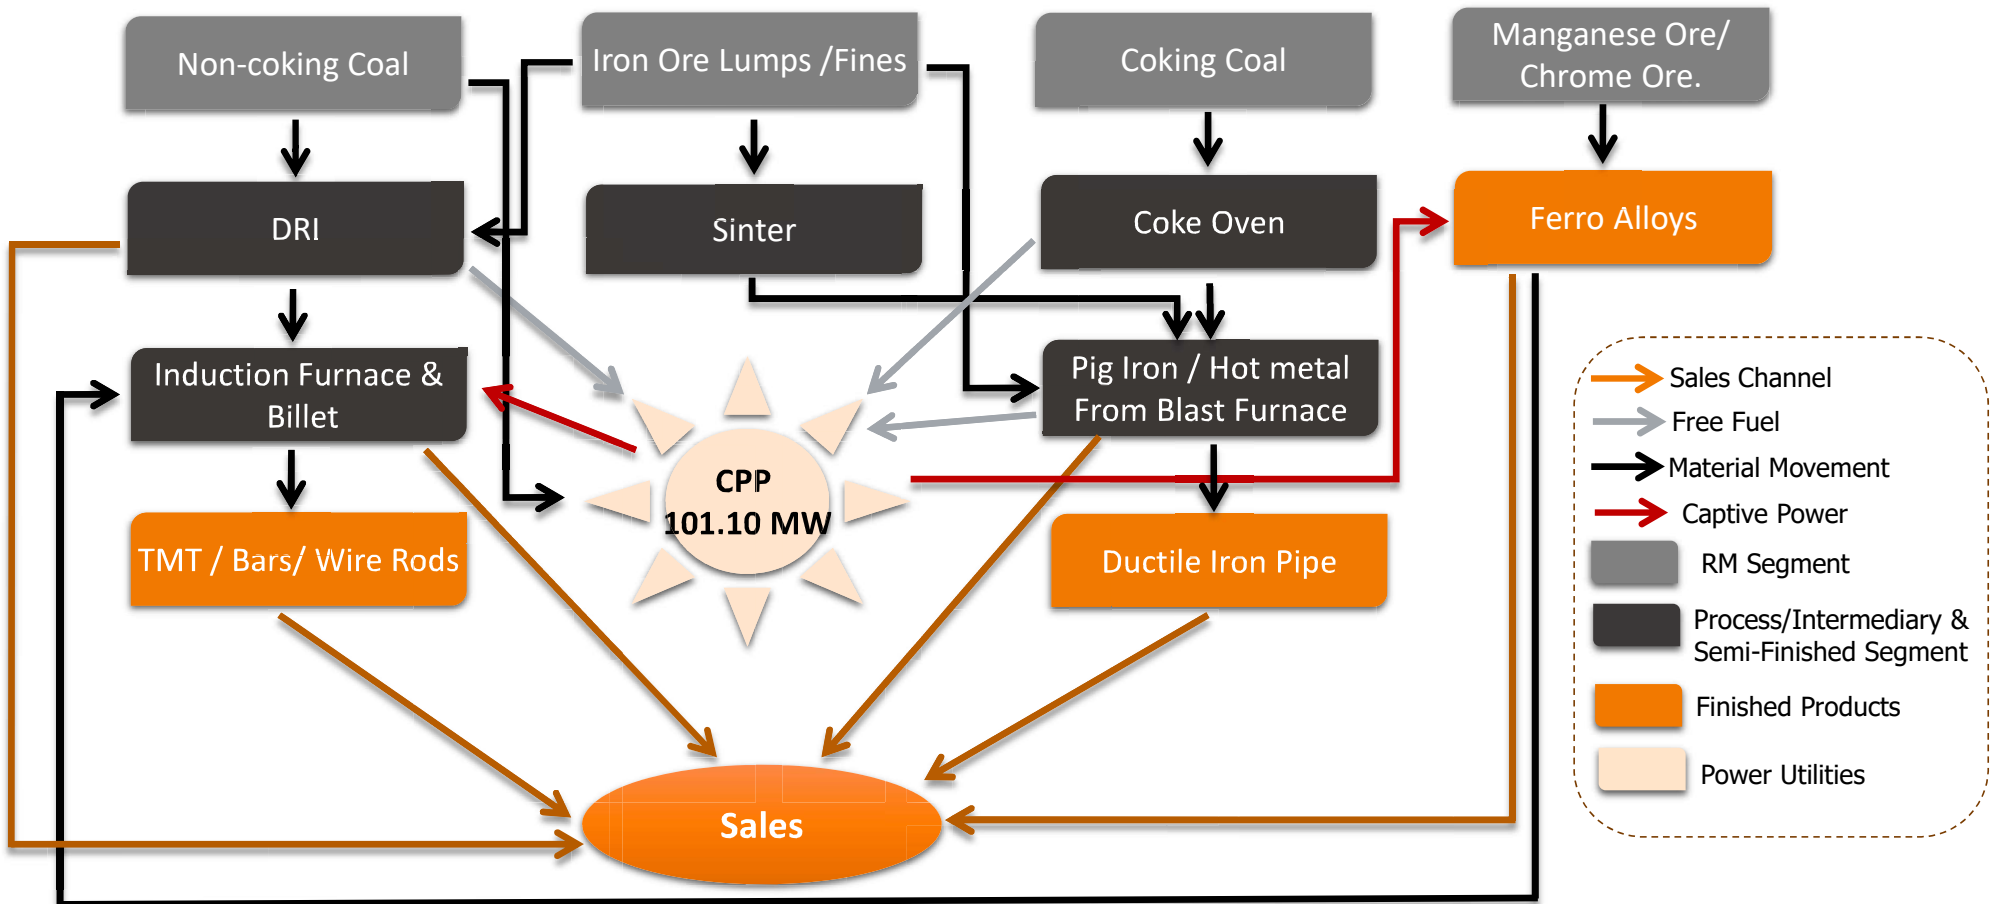 Non-coking Coal
Iron Ore Lumps /Fines
Coking Coal
Manganese Ore/
Chrome Ore.
DRI
Sinter
Coke Oven
Ferro Alloys
Induction Furnace &
Billet
Pig Iron / Hot metal
From Blast Furnace
CPP
101.10 MW
TMT / Bars/ Wire Rods
Ductile Iron Pipe
Sales
Sales Channel
Free Fuel
Material Movement
Captive Power
RM Segment
Process/Intermediary &
Semi-Finished Segment
Finished Products
Power Utilities